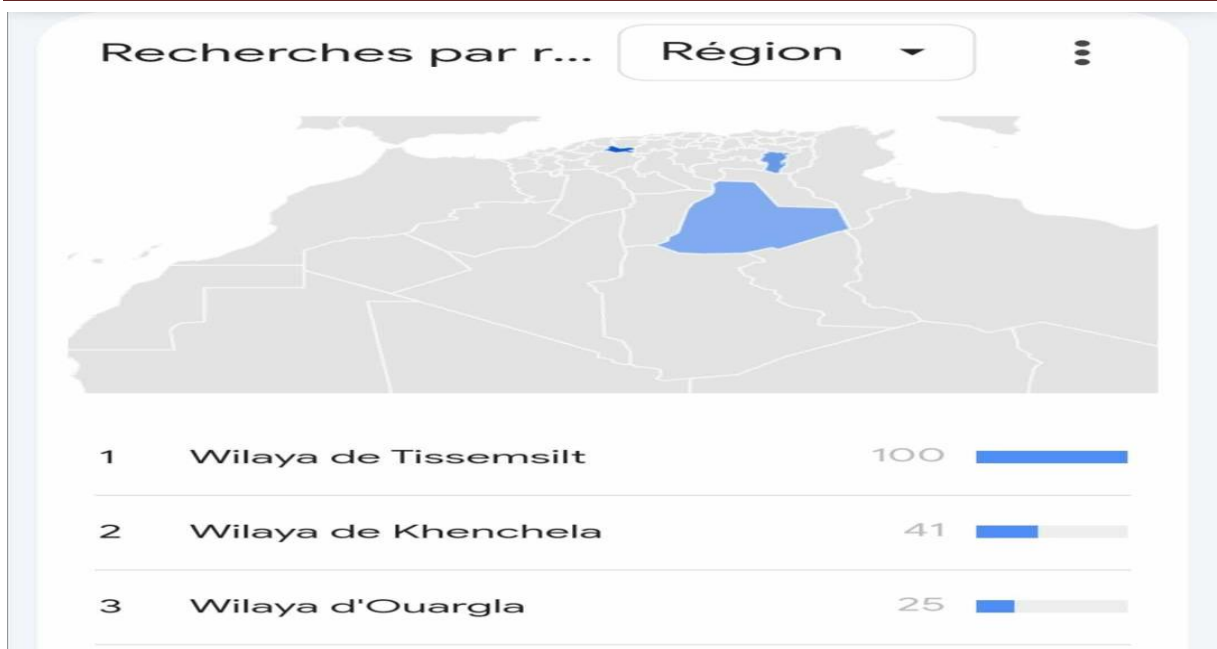 Recherches par r... Région
1 Wilaya de Tissemsilt 100
2 Wilaya de Khenchela 41
3 Wilaya d'Ouargla 25